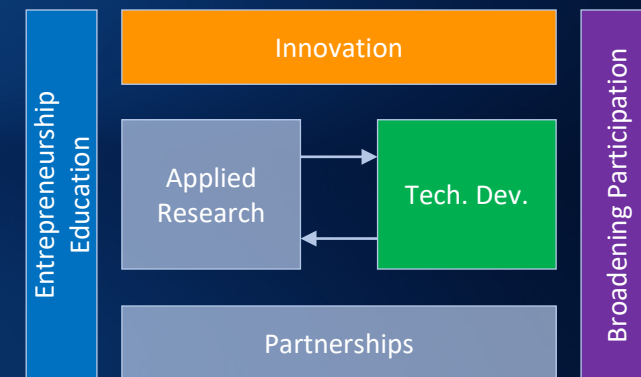 Entrepreneurship
Education
Innovation
Applied
Research
Tech. Dev.
Partnerships
Broadening Participation